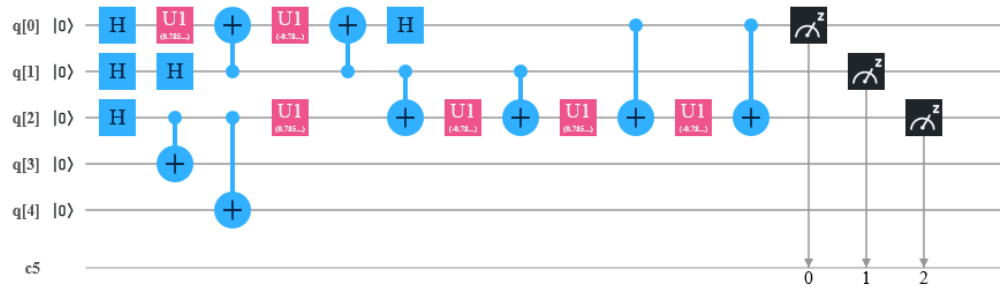 q[0] |0⟩ H U1 (0.785...) + U1 (-0.78...) + H Z
q[1] |0⟩ H H Z
q[2] |0⟩ H U1 (0.785...) + U1 (-0.78...) + U1 (0.785...) + U1 (-0.78...) + Z
q[3] |0⟩ +
q[4] |0⟩ +
c5
0 1 2